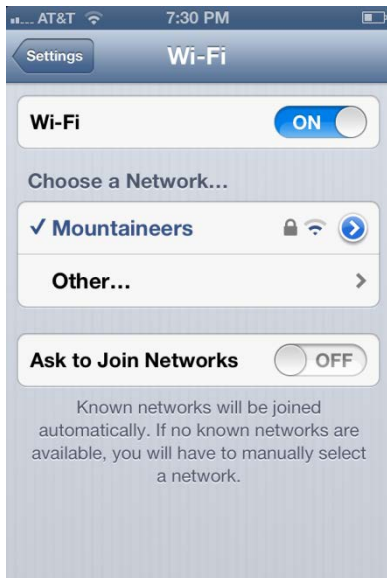 AT&T 7:30 PM
Settings Wi-Fi
Wi-Fi ON
Choose a Network...
Mountaineers
Other...
Ask to Join Networks OFF
Known networks will be joined
automatically. If no known networks are
available, you will have to manually select
a network.